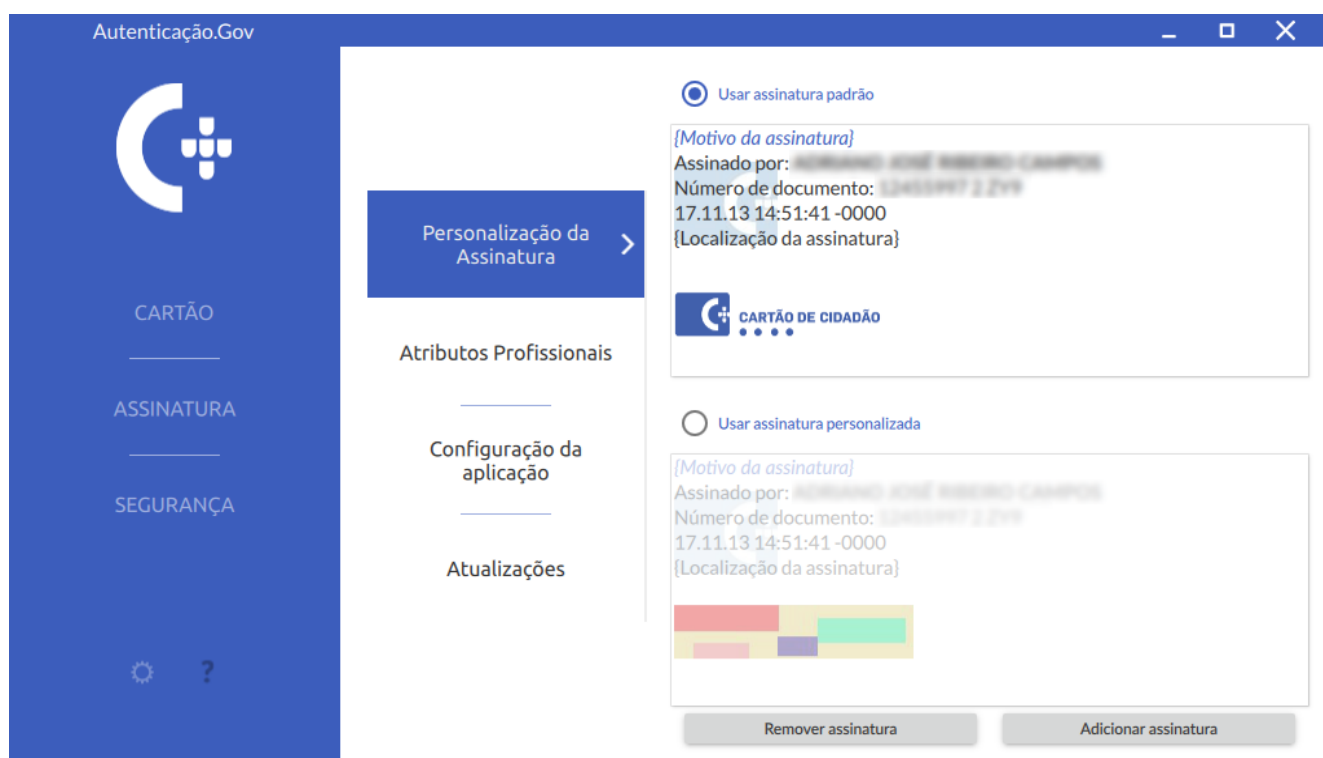 Autenticação.Gov
CARTÃO
ASSINATURA
SEGURANÇA
?
Personalização da
Assinatura
Atributos Profissionais
Configuração da
aplicação
Atualizações
Usar assinatura padrão
{Motivo da assinatura}
Assinado por:
Número de documento:
17.11.13 14:51:41 -0000
{Localização da assinatura}
CARTÃO DE CIDADÃO
Usar assinatura personalizada
{Motivo da assinatura}
Assinado por:
Número de documento:
17.11.13 14:51:41 -0000
{Localização da assinatura}
Remover assinatura
Adicionar assinatura